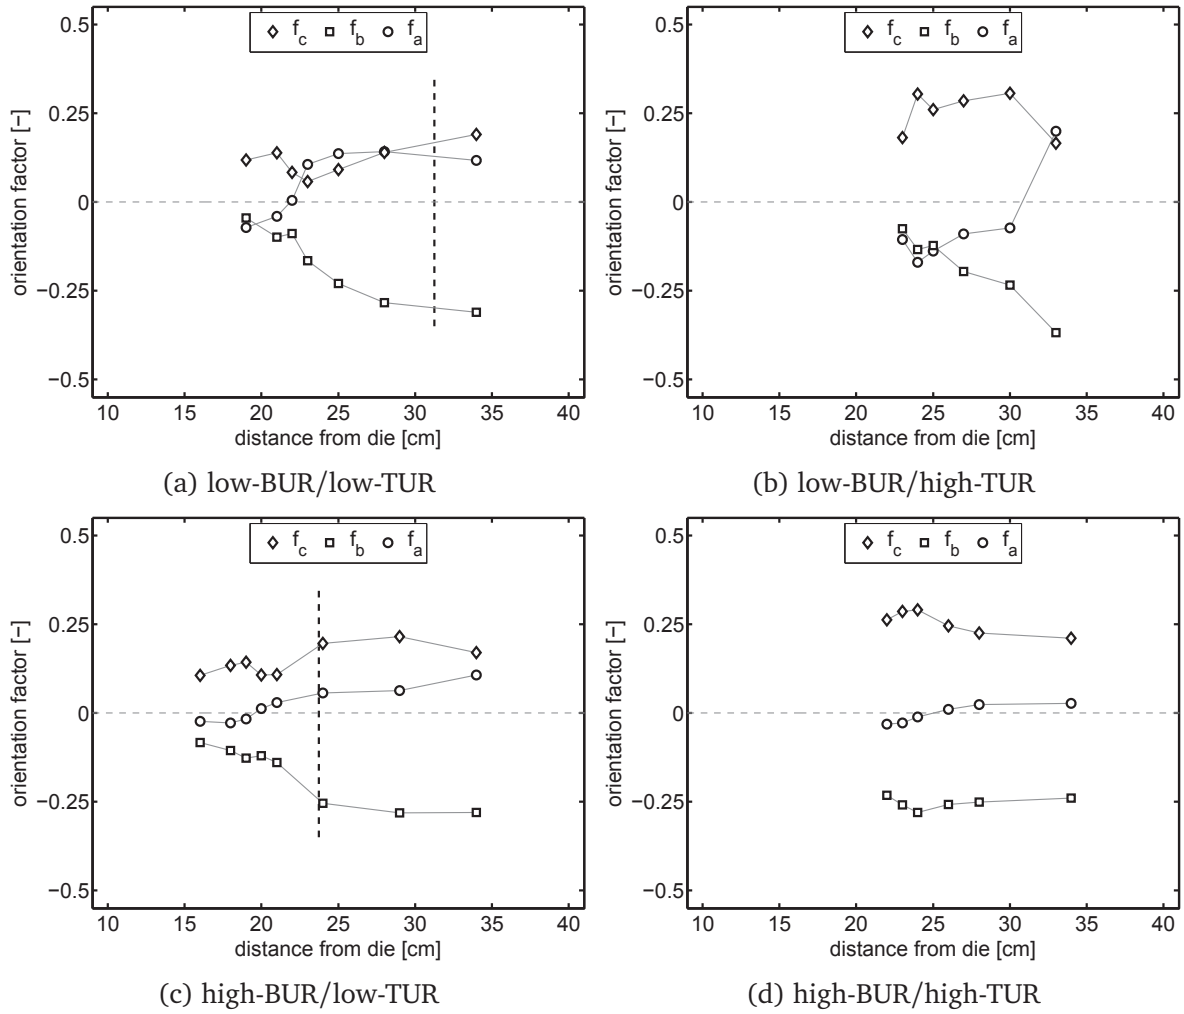 f_c f_b f_a
0.5
0.25
0
−0.25
−0.5
orientation factor [−]
10 15 20 25 30 35 40
distance from die [cm]
(a) low-BUR/low-TUR
f_c f_b f_a
0.5
0.25
0
−0.25
−0.5
orientation factor [−]
10 15 20 25 30 35 40
distance from die [cm]
(b) low-BUR/high-TUR
f_c f_b f_a
0.5
0.25
0
−0.25
−0.5
orientation factor [−]
10 15 20 25 30 35 40
distance from die [cm]
(c) high-BUR/low-TUR
f_c f_b f_a
0.5
0.25
0
−0.25
−0.5
orientation factor [−]
10 15 20 25 30 35 40
distance from die [cm]
(d) high-BUR/high-TUR